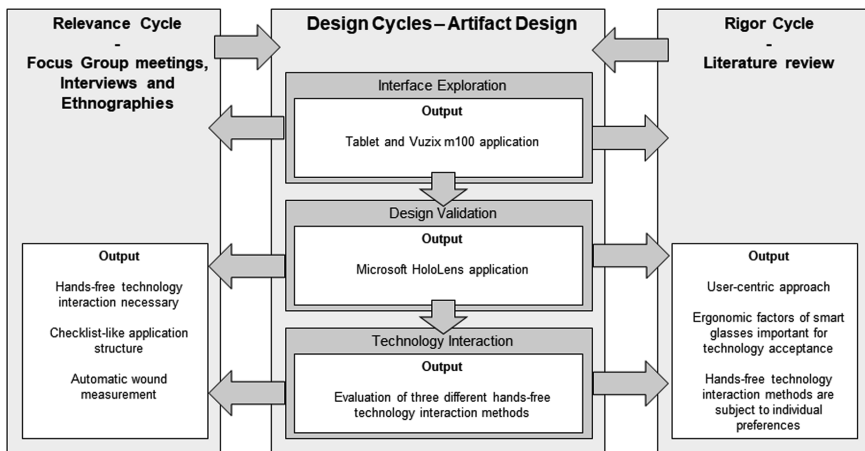 Relevance Cycle
-
Focus Group meetings,
Interviews and
Ethnographies
Output
Hands-free technology
interaction necessary
Checklist-like application
structure
Automatic wound
measurement
Design Cycles – Artifact Design
Interface Exploration
Output
Tablet and Vuzix m100 application
Design Validation
Output
Microsoft HoloLens application
Technology Interaction
Output
Evaluation of three different hands-free
technology interaction methods
Rigor Cycle
-
Literature review
Output
User-centric approach
Ergonomic factors of smart
glasses important for
technology acceptance
Hands-free technology
interaction methods are
subject to individual
preferences